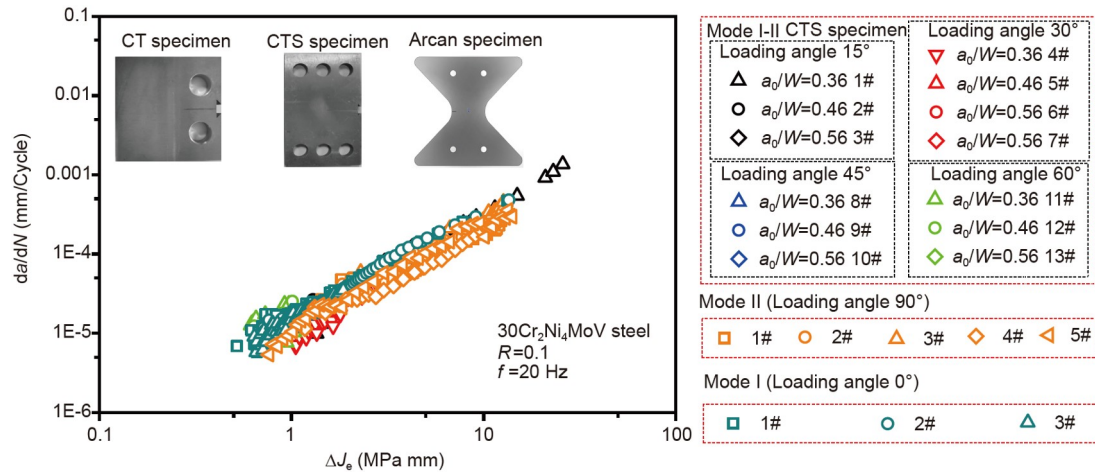 0.1
0.01
0.001
1E-4
1E-5
1E-6
0.1
1
10
100
da/dN (mm/Cycle)
ΔJe (MPa mm)
CT specimen
CTS specimen
Arcan specimen
30Cr2Ni4MoV steel
R=0.1
f =20 Hz
Mode I-II CTS specimen
Loading angle 15°
a0/W=0.36 1#
a0/W=0.46 2#
a0/W=0.56 3#
Loading angle 30°
a0/W=0.36 4#
a0/W=0.46 5#
a0/W=0.56 6#
a0/W=0.56 7#
Loading angle 45°
a0/W=0.36 8#
a0/W=0.46 9#
a0/W=0.56 10#
Loading angle 60°
a0/W=0.36 11#
a0/W=0.46 12#
a0/W=0.56 13#
Mode II (Loading angle 90°)
1# 2# 3# 4# 5#
Mode I (Loading angle 0°)
1# 2# 3#